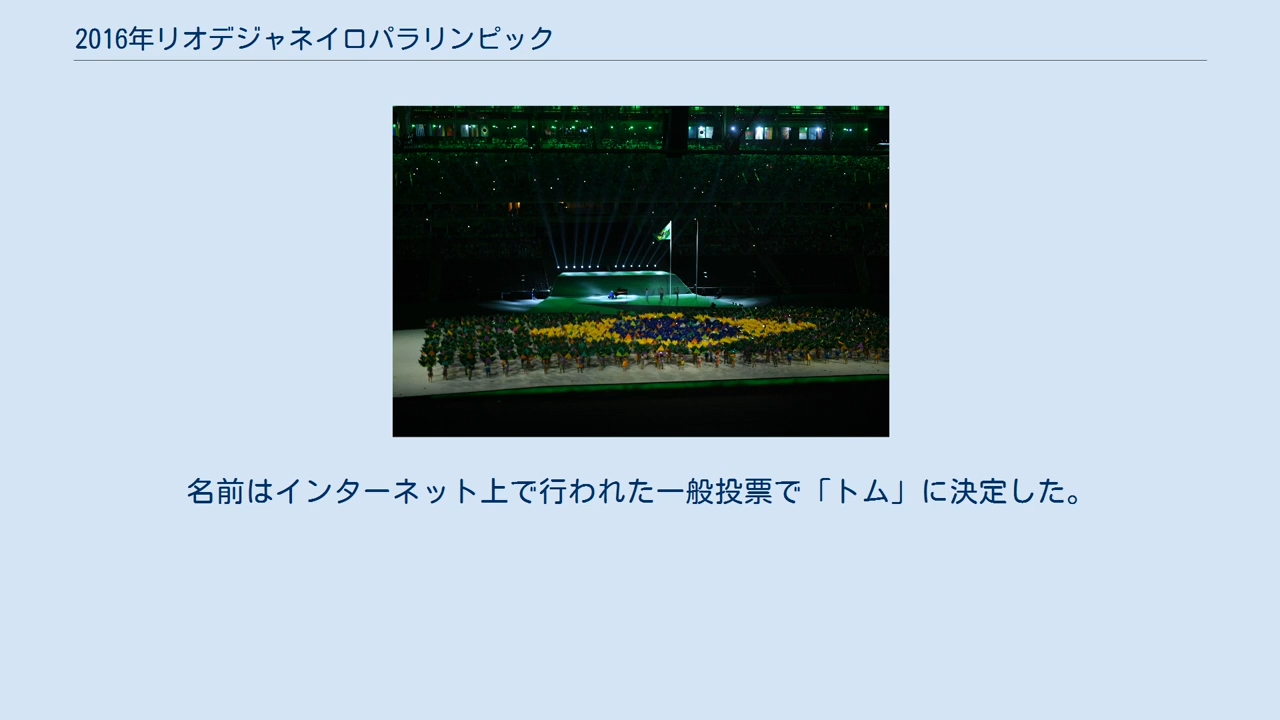 2016年リオデジャネイロパラリンピック
名前はインターネット上で行われた一般投票で「トム」に決定した。